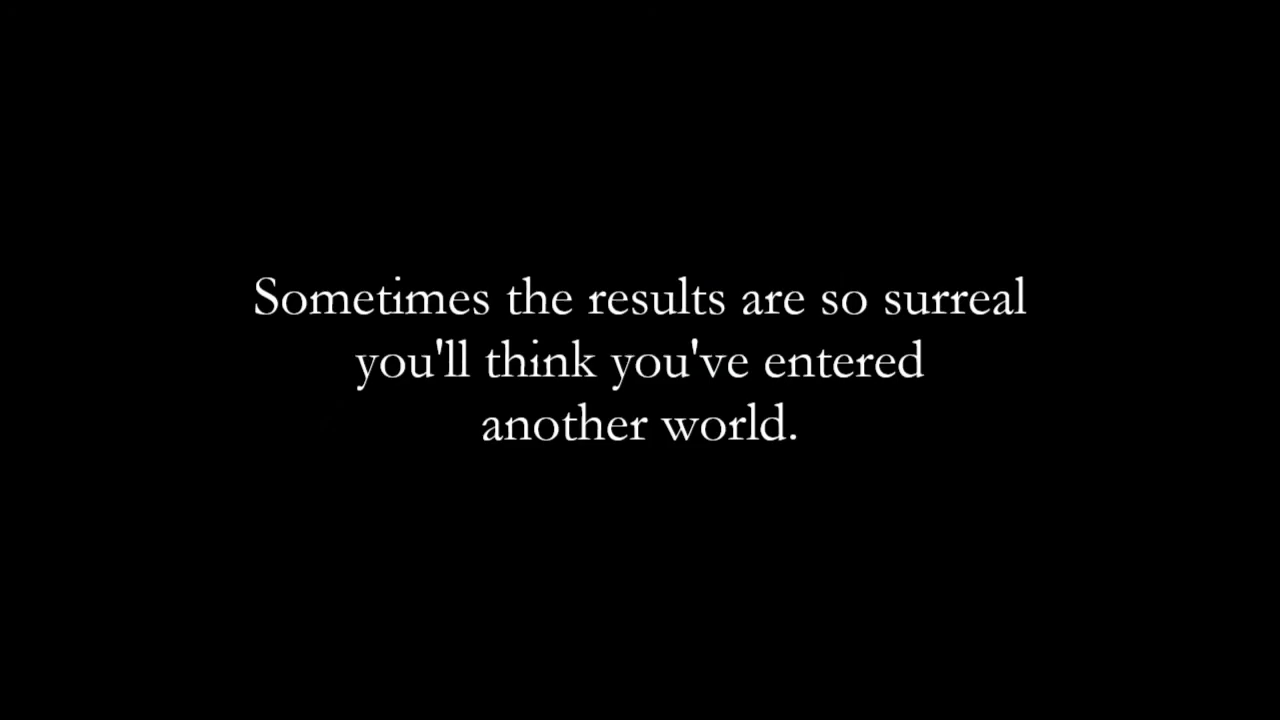 Sometimes the results are so surreal
you'll think you've entered
another world.